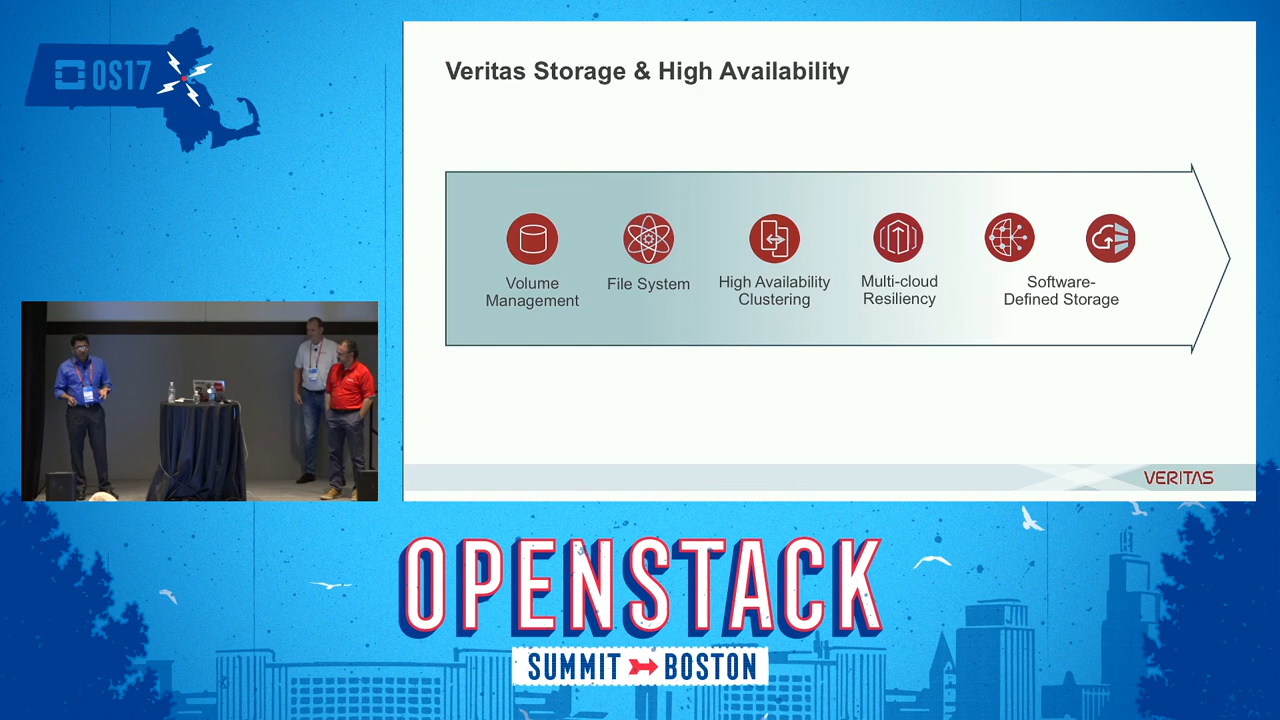 OS17
Veritas Storage & High Availability
Volume
Management
File System
High Availability
Clustering
Multi-cloud
Resiliency
Software-
Defined Storage
VERITAS
OPENSTACK
SUMMIT BOSTON